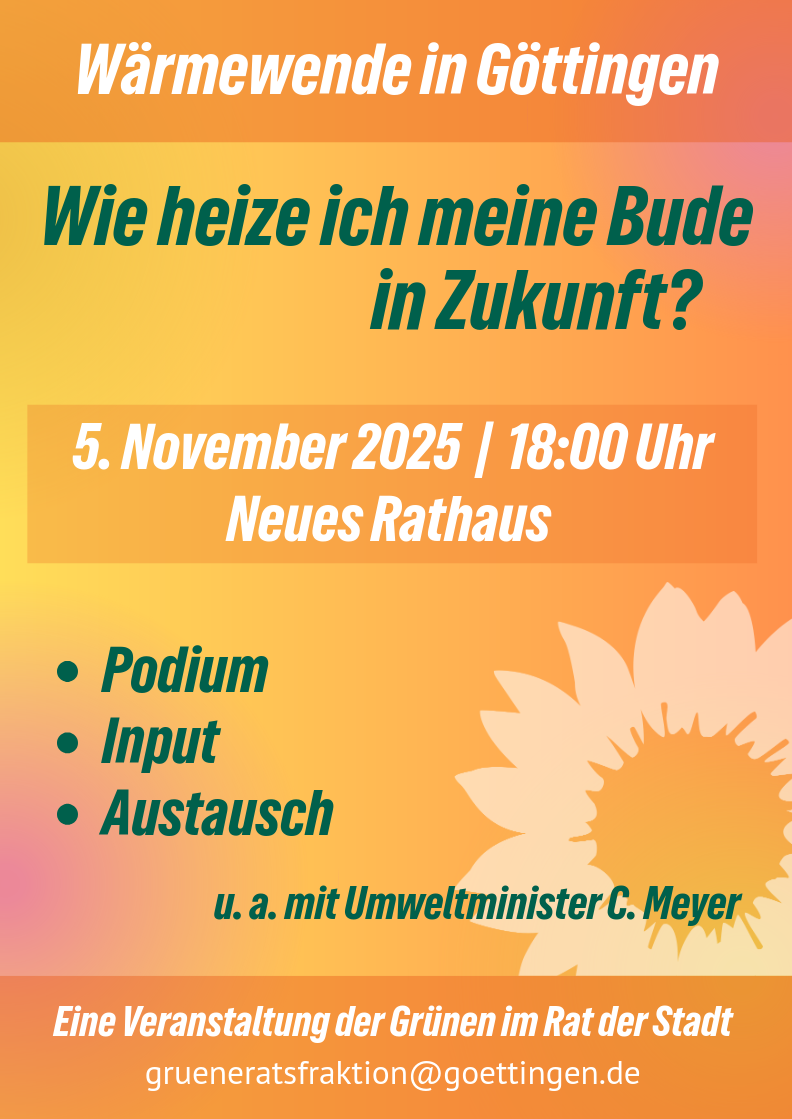 Wärmewende in Göttingen
Wie heize ich meine Bude
in Zukunft?
5. November 2025 | 18:00 Uhr
Neues Rathaus
• Podium
• Input
• Austausch
u. a. mit Umweltminister C. Meyer
Eine Veranstaltung der Grünen im Rat der Stadt
grueneratsfraktion@goettingen.de